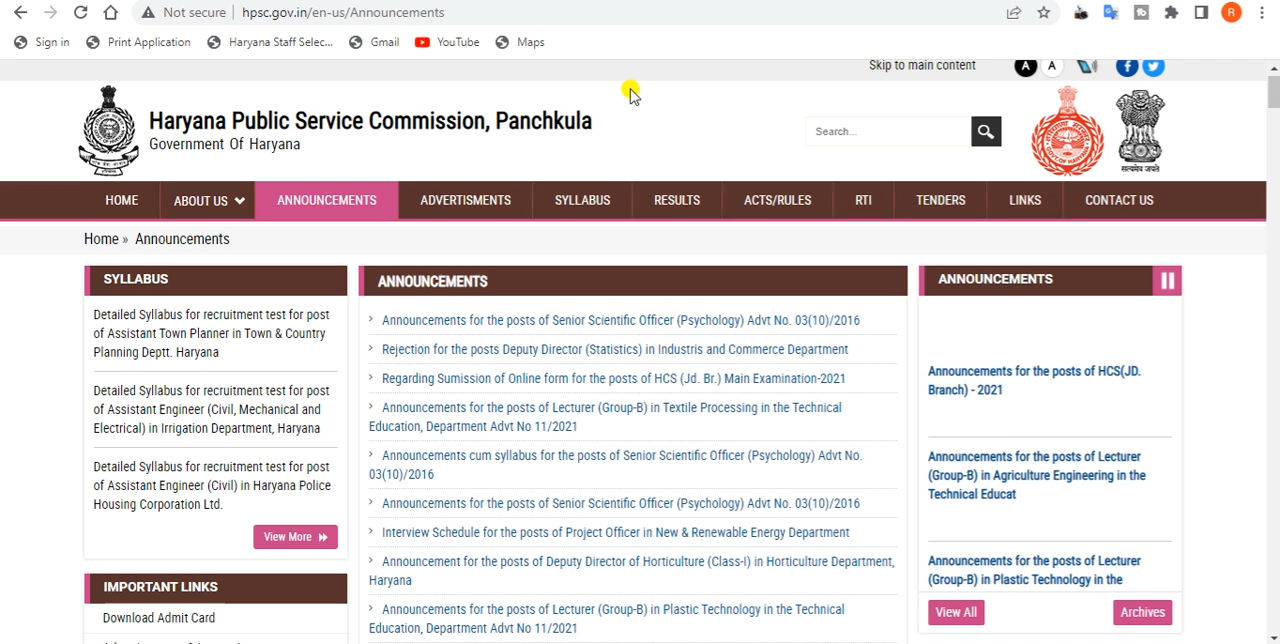 Not secure | hpsc.gov.in/en-us/Announcements
R
Sign in
Print Application
Haryana Staff Selec...
Gmail
YouTube
Maps
Skip to main content
A
A
Haryana Public Service Commission, Panchkula
Government Of Haryana
Search...
सत्यमेव जयते
HOME
ABOUT US
ANNOUNCEMENTS
ADVERTISMENTS
SYLLABUS
RESULTS
ACTS/RULES
RTI
TENDERS
LINKS
CONTACT US
Home » Announcements
SYLLABUS
Detailed Syllabus for recruitment test for post
of Assistant Town Planner in Town & Country
Planning Deptt. Haryana
Detailed Syllabus for recruitment test for post
of Assistant Engineer (Civil, Mechanical and
Electrical) in Irrigation Department, Haryana
Detailed Syllabus for recruitment test for post
of Assistant Engineer (Civil) in Haryana Police
Housing Corporation Ltd.
View More
IMPORTANT LINKS
Download Admit Card
ANNOUNCEMENTS
Announcements for the posts of Senior Scientific Officer (Psychology) Advt No. 03(10)/2016
Rejection for the posts Deputy Director (Statistics) in Industris and Commerce Department
Regarding Sumission of Online form for the posts of HCS (Jd. Br.) Main Examination-2021
Announcements for the posts of Lecturer (Group-B) in Textile Processing in the Technical
Education, Department Advt No 11/2021
Announcements cum syllabus for the posts of Senior Scientific Officer (Psychology) Advt No.
03(10)/2016
Announcements for the posts of Senior Scientific Officer (Psychology) Advt No. 03(10)/2016
Interview Schedule for the posts of Project Officer in New & Renewable Energy Department
Announcement for the posts of Deputy Director of Horticulture (Class-I) in Horticulture Department,
Haryana
Announcements for the posts of Lecturer (Group-B) in Plastic Technology in the Technical
Education, Department Advt No 11/2021
ANNOUNCEMENTS
Announcements for the posts of HCS(JD.
Branch) - 2021
Announcements for the posts of Lecturer
(Group-B) in Agriculture Engineering in the
Technical Educat
Announcements for the posts of Lecturer
(Group-B) in Plastic Technology in the
View All
Archives